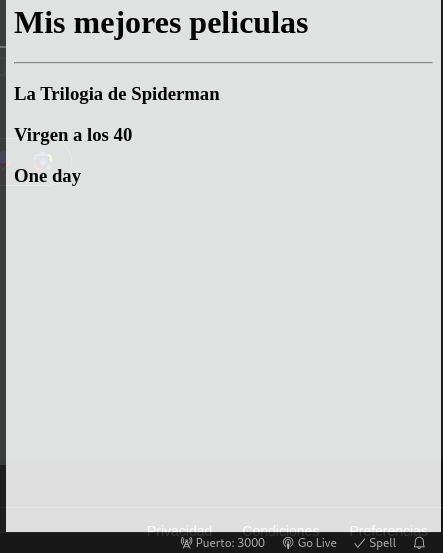 Mis mejores peliculas
La Trilogia de Spiderman
Virgen a los 40
One day
Privacidad Condiciones Preferencias
Puerto: 3000 Go Live Spell